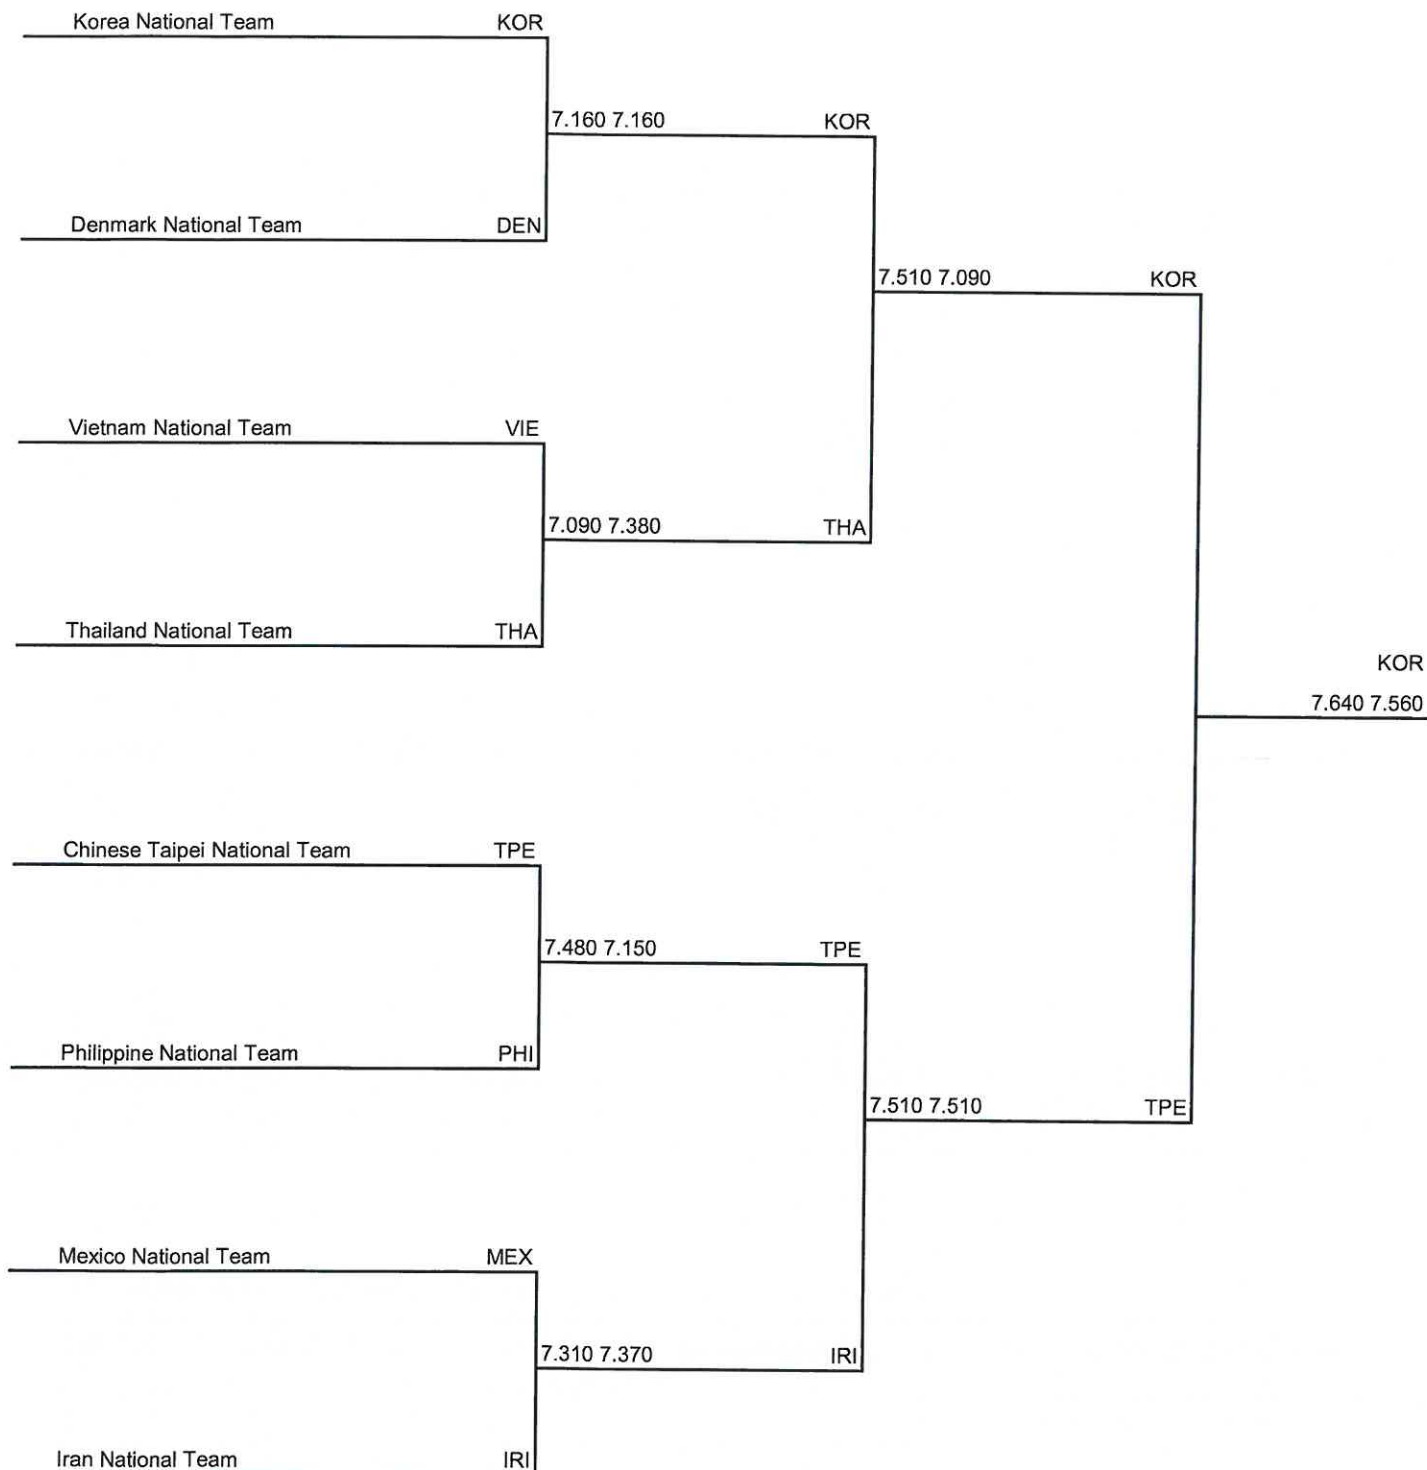 Korea National Team KOR
7.160 7.160 KOR
Denmark National Team DEN
7.510 7.090 KOR
Vietnam National Team VIE
7.090 7.380 THA
Thailand National Team THA
KOR
7.640 7.560
Chinese Taipei National Team TPE
7.480 7.150 TPE
Philippine National Team PHI
7.510 7.510 TPE
Mexico National Team MEX
7.310 7.370 IRI
Iran National Team IRI